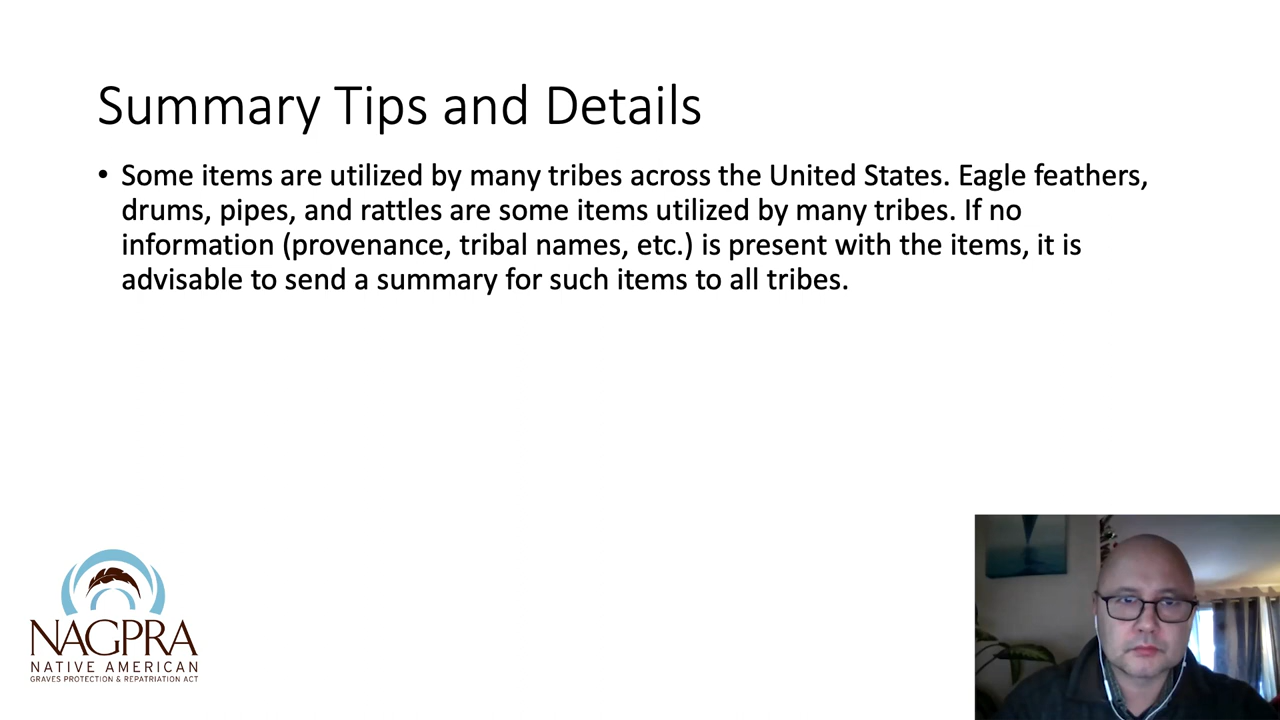 Summary Tips and Details
• Some items are utilized by many tribes across the United States. Eagle feathers,
drums, pipes, and rattles are some items utilized by many tribes. If no
information (provenance, tribal names, etc.) is present with the items, it is
advisable to send a summary for such items to all tribes.
NAGPRA
NATIVE AMERICAN
GRAVES PROTECTION & REPATRIATION ACT